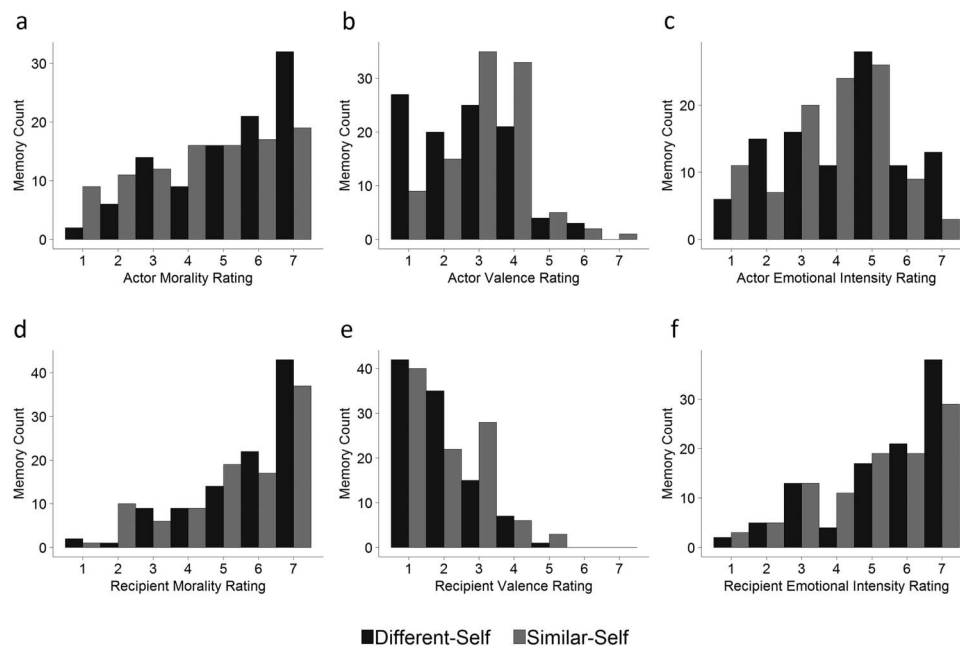 a
30
20
10
0
Memory Count
1 2 3 4 5 6 7
Actor Morality Rating
b
30
20
10
0
Memory Count
1 2 3 4 5 6 7
Actor Valence Rating
c
20
10
0
Memory Count
1 2 3 4 5 6 7
Actor Emotional Intensity Rating
d
40
30
20
10
0
Memory Count
1 2 3 4 5 6 7
Recipient Morality Rating
e
40
30
20
10
0
Memory Count
1 2 3 4 5 6 7
Recipient Valence Rating
f
30
20
10
0
Memory Count
1 2 3 4 5 6 7
Recipient Emotional Intensity Rating
Different-Self Similar-Self